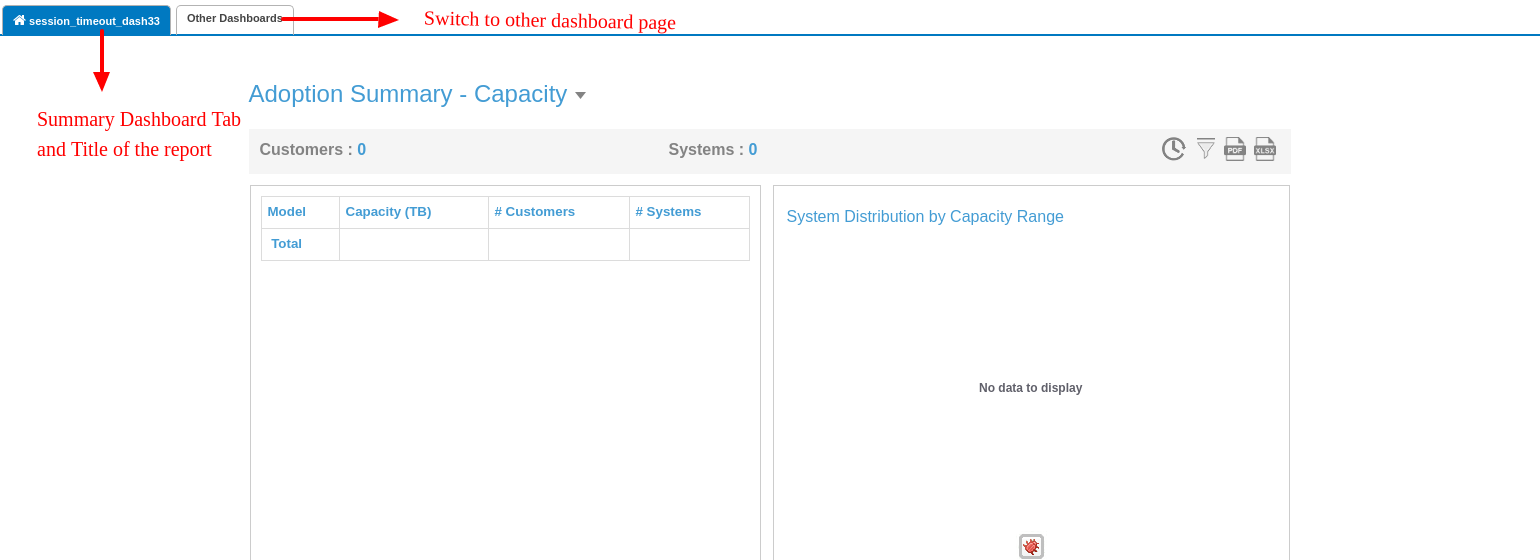 session_timeout_dash33
Other Dashboards
Switch to other dashboard page
Summary Dashboard Tab
and Title of the report
Adoption Summary - Capacity
Customers : 0
Systems : 0
PDF
XLSX
Model
Capacity (TB)
# Customers
# Systems
Total
System Distribution by Capacity Range
No data to display